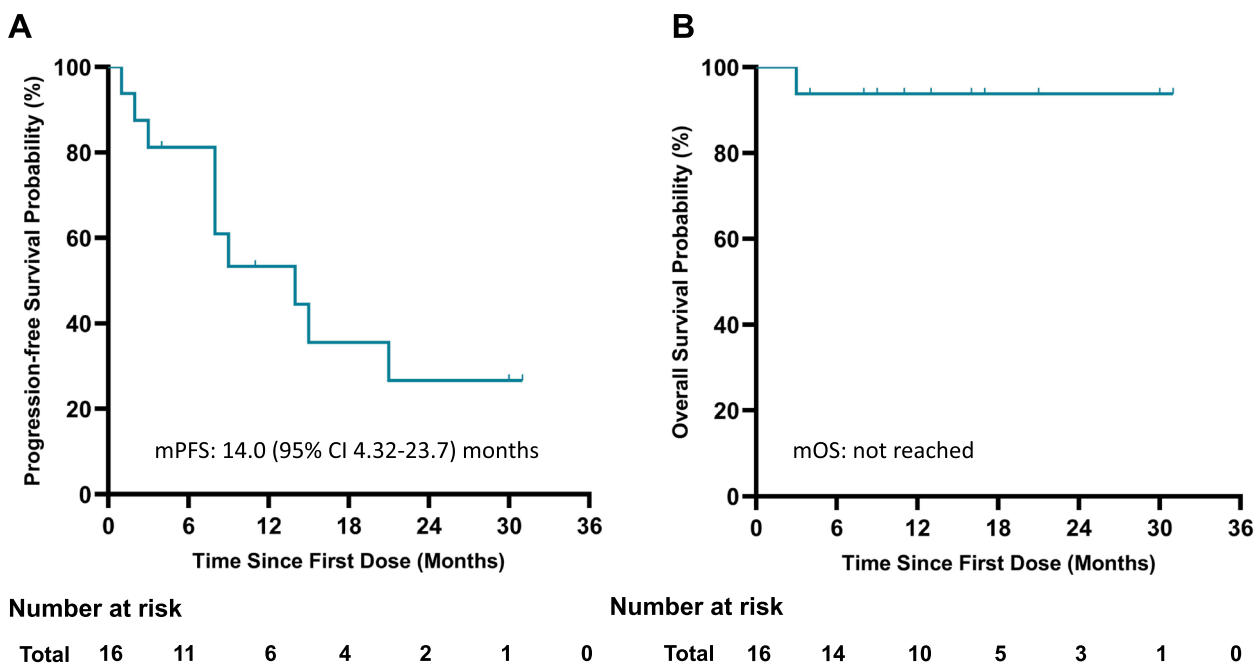 A
Progression-free Survival Probability (%)
100
80
60
40
20
0
mPFS: 14.0 (95% CI 4.32-23.7) months
0 6 12 18 24 30 36
Time Since First Dose (Months)
Number at risk
Total 16 11 6 4 2 1 0
B
Overall Survival Probability (%)
100
80
60
40
20
0
mOS: not reached
0 6 12 18 24 30 36
Time Since First Dose (Months)
Number at risk
Total 16 14 10 5 3 1 0